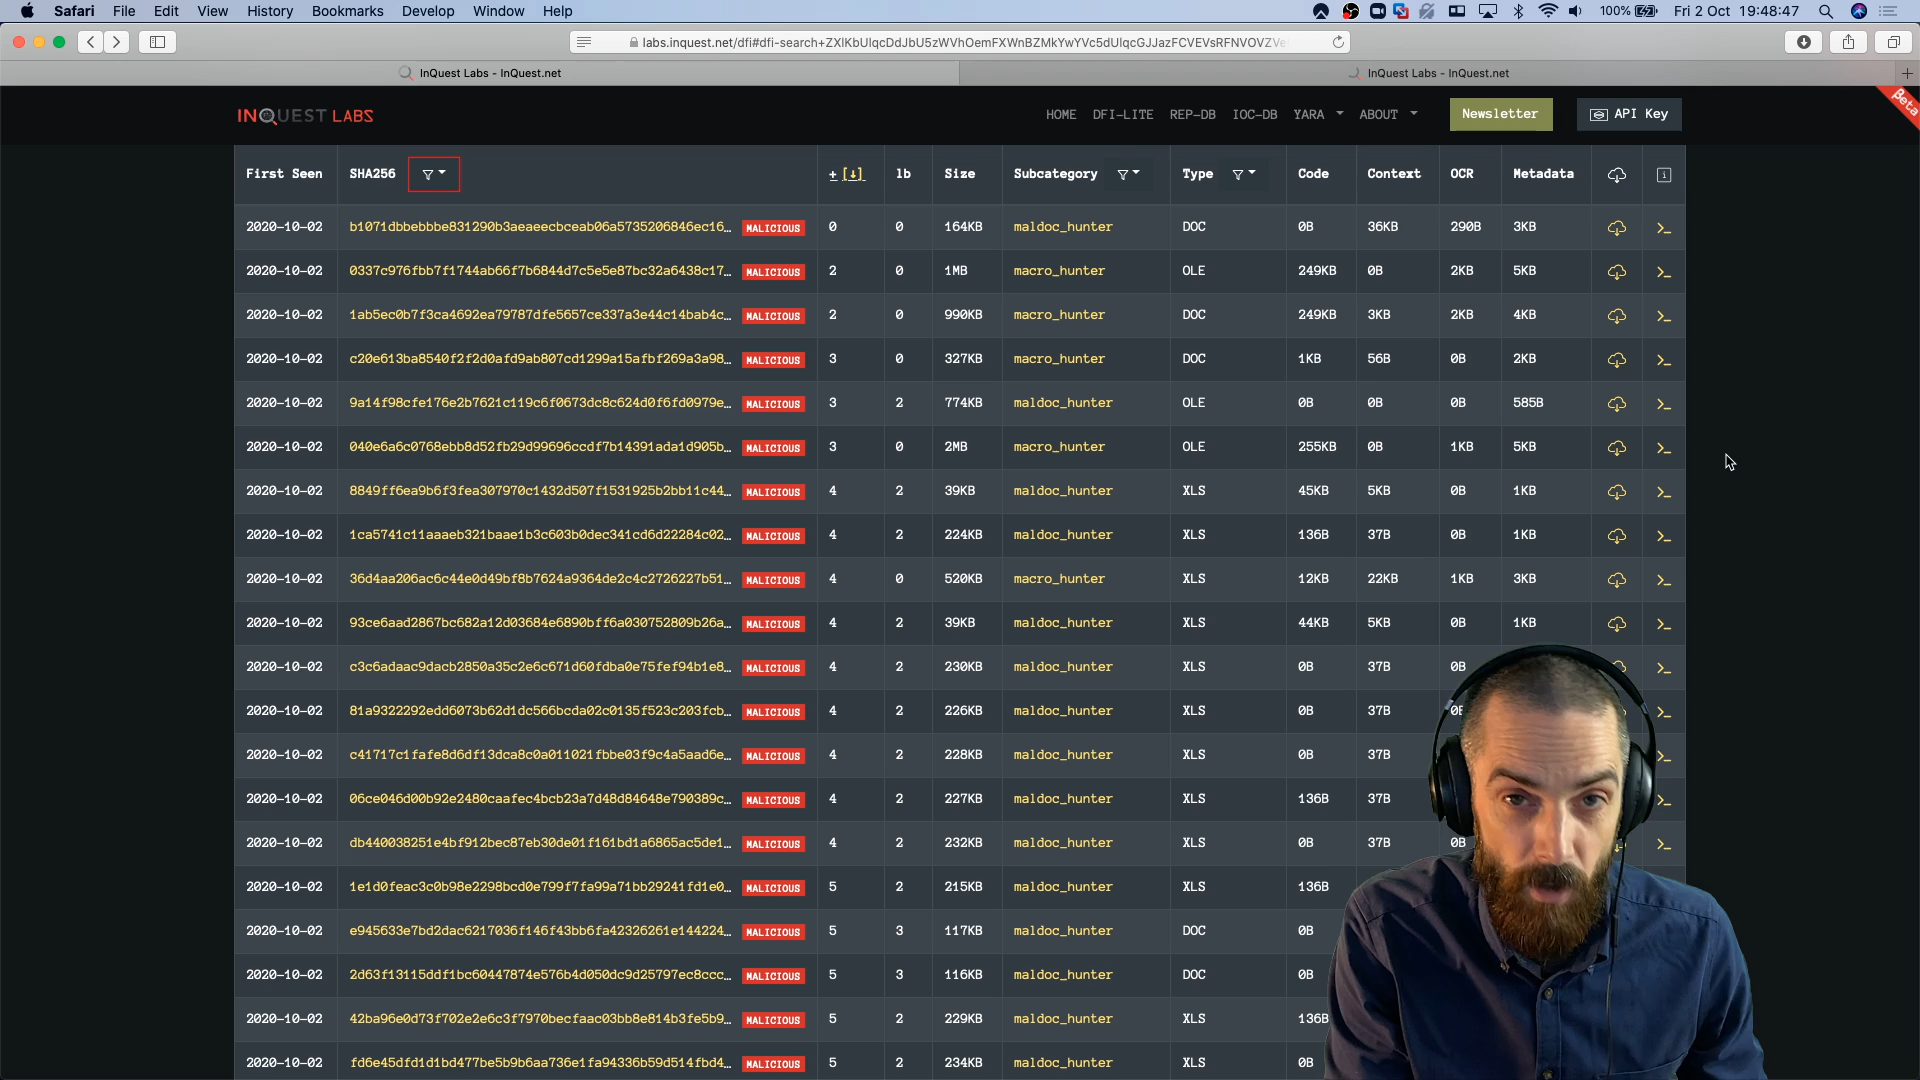 Safari File Edit View History Bookmarks Develop Window Help 100% Fri 2 Oct 19:48:47
labs.inquest.net/dfi#dfi-search+
InQuest Labs - InQuest.net InQuest Labs - InQuest.net
INQUEST LABS HOME DFI-LITE REP-DB IOC-DB YARA ABOUT Newsletter API Key Beta
First Seen SHA256 + [↓] lb Size Subcategory Type Code Context OCR Metadata
2020-10-02 b1071dbbebbbe831290b3aeaeecbceab06a5735206846ec16… MALICIOUS 0 0 164KB maldoc_hunter DOC 0B 36KB 290B 3KB
2020-10-02 0337c976fbb7f1744ab66f7b6844d7c5e5e87bc32a6438c17… MALICIOUS 2 0 1MB macro_hunter OLE 249KB 0B 2KB 5KB
2020-10-02 1ab5ec0b7f3ca4692ea79787dfe5657ce337a3e44c14bab4c… MALICIOUS 2 0 990KB macro_hunter DOC 249KB 3KB 2KB 4KB
2020-10-02 c20e613ba8540f2f2d0afd9ab807cd1299a15afbf269a3a98… MALICIOUS 3 0 327KB macro_hunter DOC 1KB 56B 0B 2KB
2020-10-02 9a14f98cfe176e2b7621c119c6f0673dc8c624d0f6fd0979e… MALICIOUS 3 2 774KB maldoc_hunter OLE 0B 0B 0B 585B
2020-10-02 040e6a6c0768ebb8d52fb29d99696ccdf7b14391ada1d905b… MALICIOUS 3 0 2MB macro_hunter OLE 255KB 0B 1KB 5KB
2020-10-02 8849ff6ea9b6f3fea307970c1432d507f1531925b2bb11c44… MALICIOUS 4 2 39KB maldoc_hunter XLS 45KB 5KB 0B 1KB
2020-10-02 1ca5741c11aaaeb321baae1b3c603b0dec341cd6d22284c02… MALICIOUS 4 2 224KB maldoc_hunter XLS 136B 37B 0B 1KB
2020-10-02 36d4aa206ac6c44e0d49bf8b7624a9364de2c4c2726227b51… MALICIOUS 4 0 520KB macro_hunter XLS 12KB 22KB 1KB 3KB
2020-10-02 93ce6aad2867bc682a12d03684e6890bff6a030752809b26a… MALICIOUS 4 2 39KB maldoc_hunter XLS 44KB 5KB 0B 1KB
2020-10-02 c3c6adaac9dacb2850a35c2e6c671d60fdba0e75fef94b1e8… MALICIOUS 4 2 230KB maldoc_hunter XLS 0B 37B 0B
2020-10-02 81a9322292edd6073b62d1dc566bcda02c0135f523c203fcb… MALICIOUS 4 2 226KB maldoc_hunter XLS 0B 37B
2020-10-02 c41717c1fafe8d6df13dca8c0a011021fbbe03f9c4a5aad6e… MALICIOUS 4 2 228KB maldoc_hunter XLS 0B 37B
2020-10-02 06ce046d00b92e2480caafec4bcb23a7d48d84648e790389c… MALICIOUS 4 2 227KB maldoc_hunter XLS 136B 37B
2020-10-02 db440038251e4bf912bec87eb30de01f161bd1a6865ac5de1… MALICIOUS 4 2 232KB maldoc_hunter XLS 0B 37B 0B
2020-10-02 1e1d0feac3c0b98e2298bcd0e799f7fa99a71bb29241fd1e0… MALICIOUS 5 2 215KB maldoc_hunter XLS 136B
2020-10-02 e945633e7bd2dac6217036f146f43bb6fa42326261e144224… MALICIOUS 5 3 117KB maldoc_hunter DOC 0B
2020-10-02 2d63f13115ddf1bc60447874e576b4d050dc9d25797ec8ccc… MALICIOUS 5 3 116KB maldoc_hunter DOC 0B
2020-10-02 42ba96e0d73f702e2e6c3f7970becfaac03bb8e814b3fe5b9… MALICIOUS 5 2 229KB maldoc_hunter XLS 136B
2020-10-02 fd6e45dfd1d1bd477be5b9b6aa736e1fa94336b59d514fbd4… MALICIOUS 5 2 234KB maldoc_hunter XLS 0B